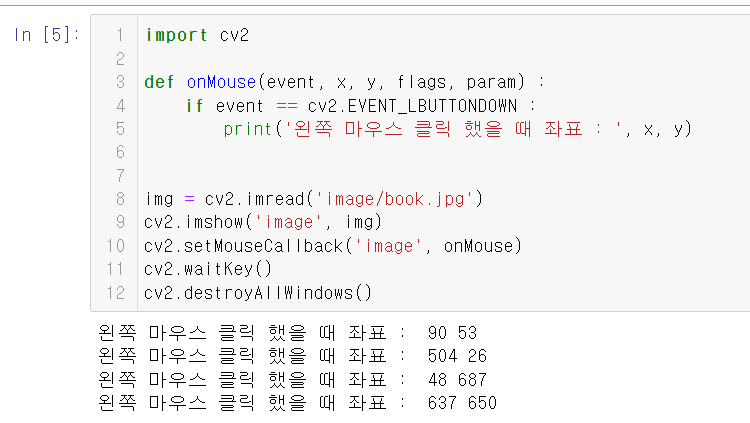 In [5]:
1 import cv2
2
3 def onMouse(event, x, y, flags, param) :
4     if event == cv2.EVENT_LBUTTONDOWN :
5         print('왼쪽 마우스 클릭 했을 때 좌표 : ', x, y)
6
7
8 img = cv2.imread('image/book.jpg')
9 cv2.imshow('image', img)
10 cv2.setMouseCallback('image', onMouse)
11 cv2.waitKey()
12 cv2.destroyAllWindows()
왼쪽 마우스 클릭 했을 때 좌표 :  90 53
왼쪽 마우스 클릭 했을 때 좌표 :  504 26
왼쪽 마우스 클릭 했을 때 좌표 :  48 687
왼쪽 마우스 클릭 했을 때 좌표 :  637 650